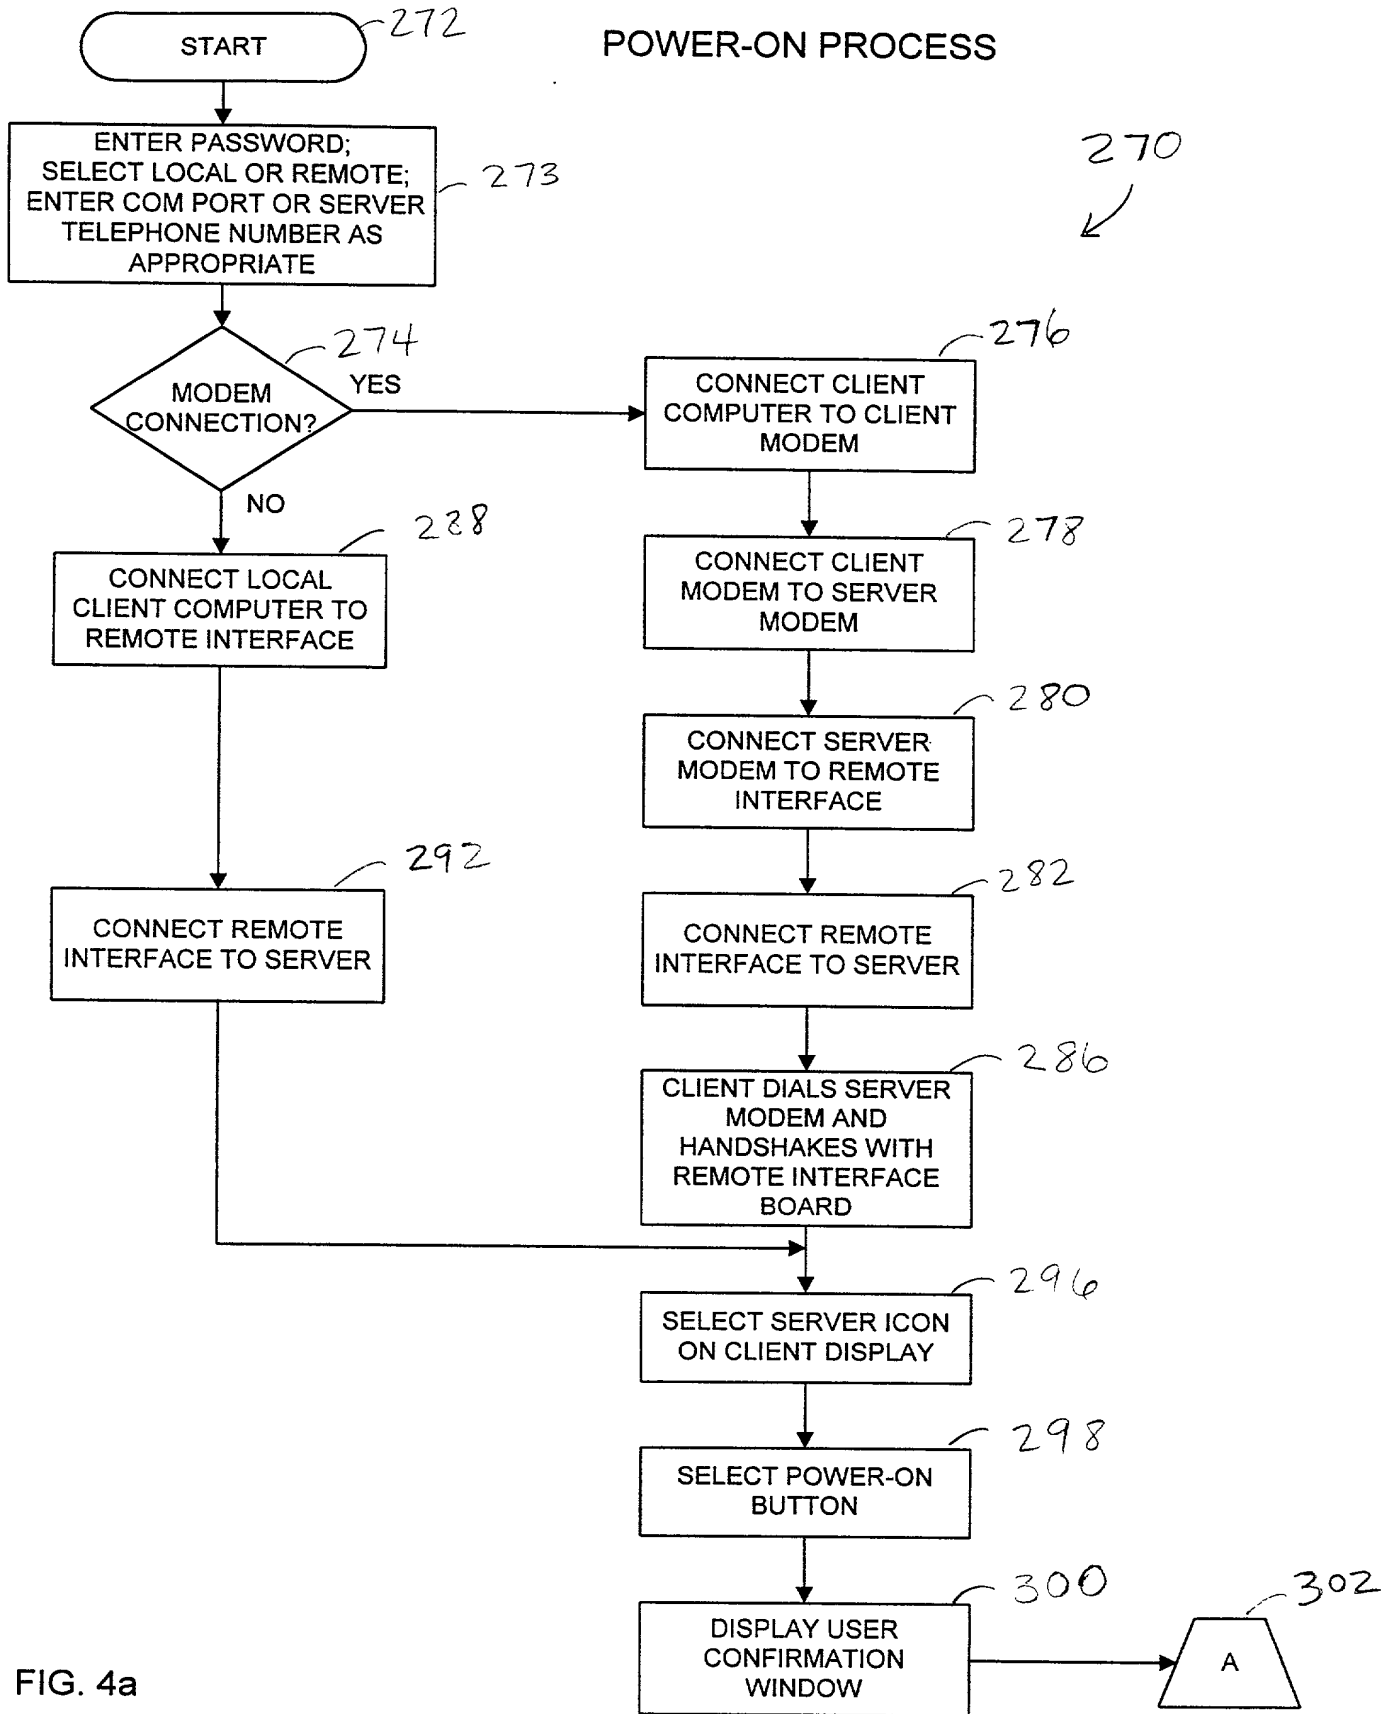 START
272
POWER-ON PROCESS
ENTER PASSWORD;
SELECT LOCAL OR REMOTE;
ENTER COM PORT OR SERVER
TELEPHONE NUMBER AS
APPROPRIATE
273
270
MODEM
CONNECTION?
274
YES
NO
CONNECT CLIENT
COMPUTER TO CLIENT
MODEM
276
CONNECT LOCAL
CLIENT COMPUTER TO
REMOTE INTERFACE
288
CONNECT CLIENT
MODEM TO SERVER
MODEM
278
CONNECT SERVER
MODEM TO REMOTE
INTERFACE
280
CONNECT REMOTE
INTERFACE TO SERVER
292
CONNECT REMOTE
INTERFACE TO SERVER
282
CLIENT DIALS SERVER
MODEM AND
HANDSHAKES WITH
REMOTE INTERFACE
BOARD
286
SELECT SERVER ICON
ON CLIENT DISPLAY
296
SELECT POWER-ON
BUTTON
298
DISPLAY USER
CONFIRMATION
WINDOW
300
A
302
FIG. 4a